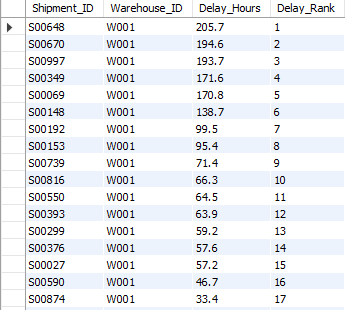 Shipment_ID Warehouse_ID Delay_Hours Delay_Rank
S00648 W001 205.7 1
S00670 W001 194.6 2
S00997 W001 193.7 3
S00349 W001 171.6 4
S00069 W001 170.8 5
S00148 W001 138.7 6
S00192 W001 99.5 7
S00153 W001 95.4 8
S00739 W001 71.4 9
S00816 W001 66.3 10
S00550 W001 64.5 11
S00393 W001 63.9 12
S00299 W001 59.2 13
S00376 W001 57.6 14
S00027 W001 57.2 15
S00590 W001 46.7 16
S00874 W001 33.4 17